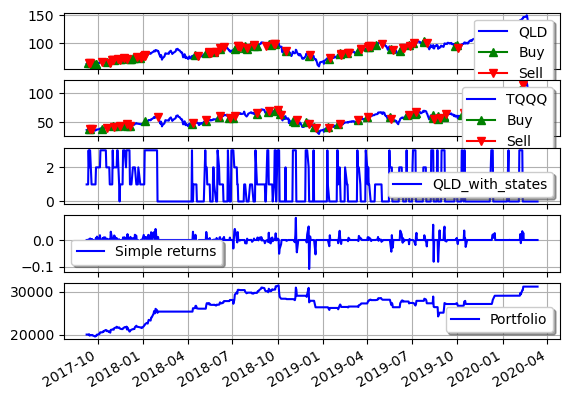 150
100
QLD
Buy
Sell
100
50
TQQQ
Buy
Sell
2
0
QLD_with_states
0.0
−0.1
Simple returns
30000
20000
Portfolio
2017-10
2018-01
2018-04
2018-07
2018-10
2019-01
2019-04
2019-07
2019-10
2020-01
2020-04